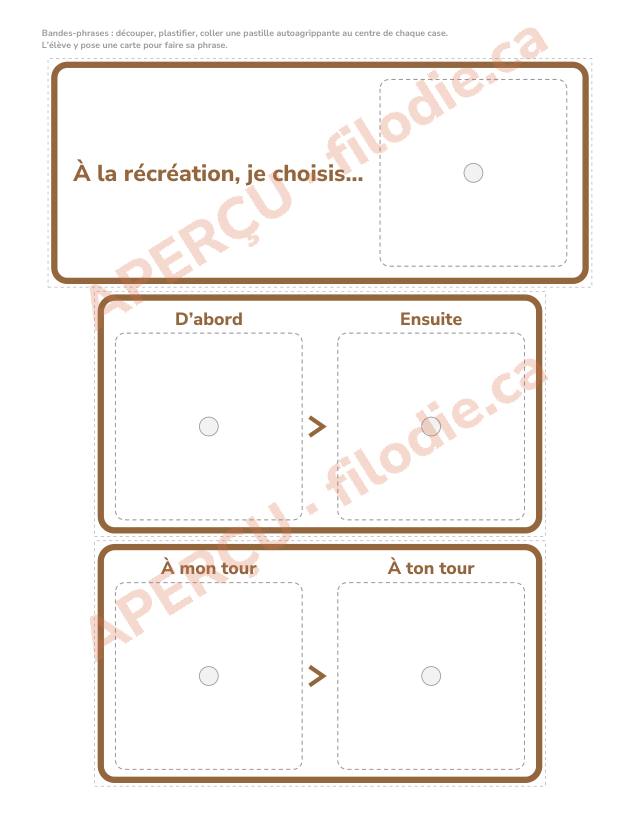 Bandes-phrases : découper, plastifier, coller une pastille autoagrippante au centre de chaque case.
L'élève y pose une carte pour faire sa phrase.
À la récréation, je choisis...
APERÇU · filodie.ca
D'abord
Ensuite
APERÇU · filodie.ca
À mon tour
À ton tour